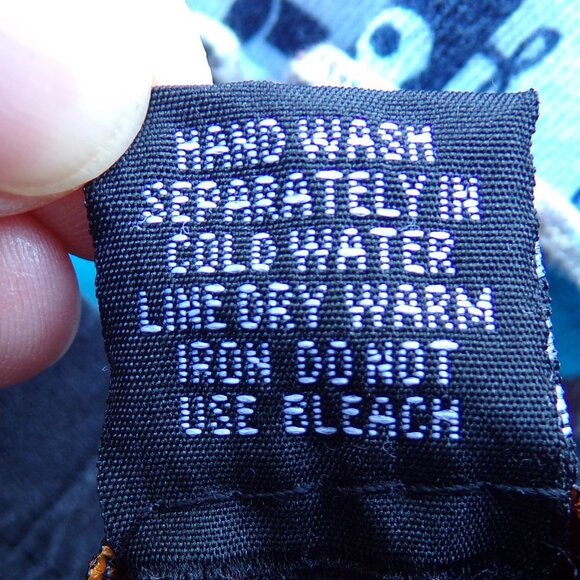 HAND WASH
SEPARATELY IN
COLD WATER
LINE DRY WARM
IRON DO NOT
USE BLEACH